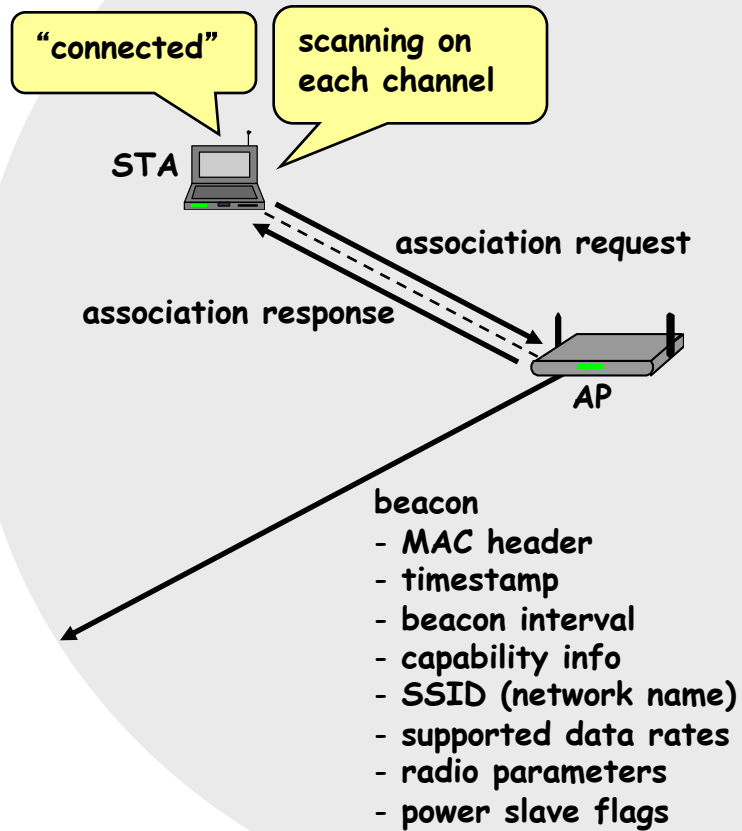 “connected”
scanning on
each channel
STA
association request
association response
AP
beacon
- MAC header
- timestamp
- beacon interval
- capability info
- SSID (network name)
- supported data rates
- radio parameters
- power slave flags